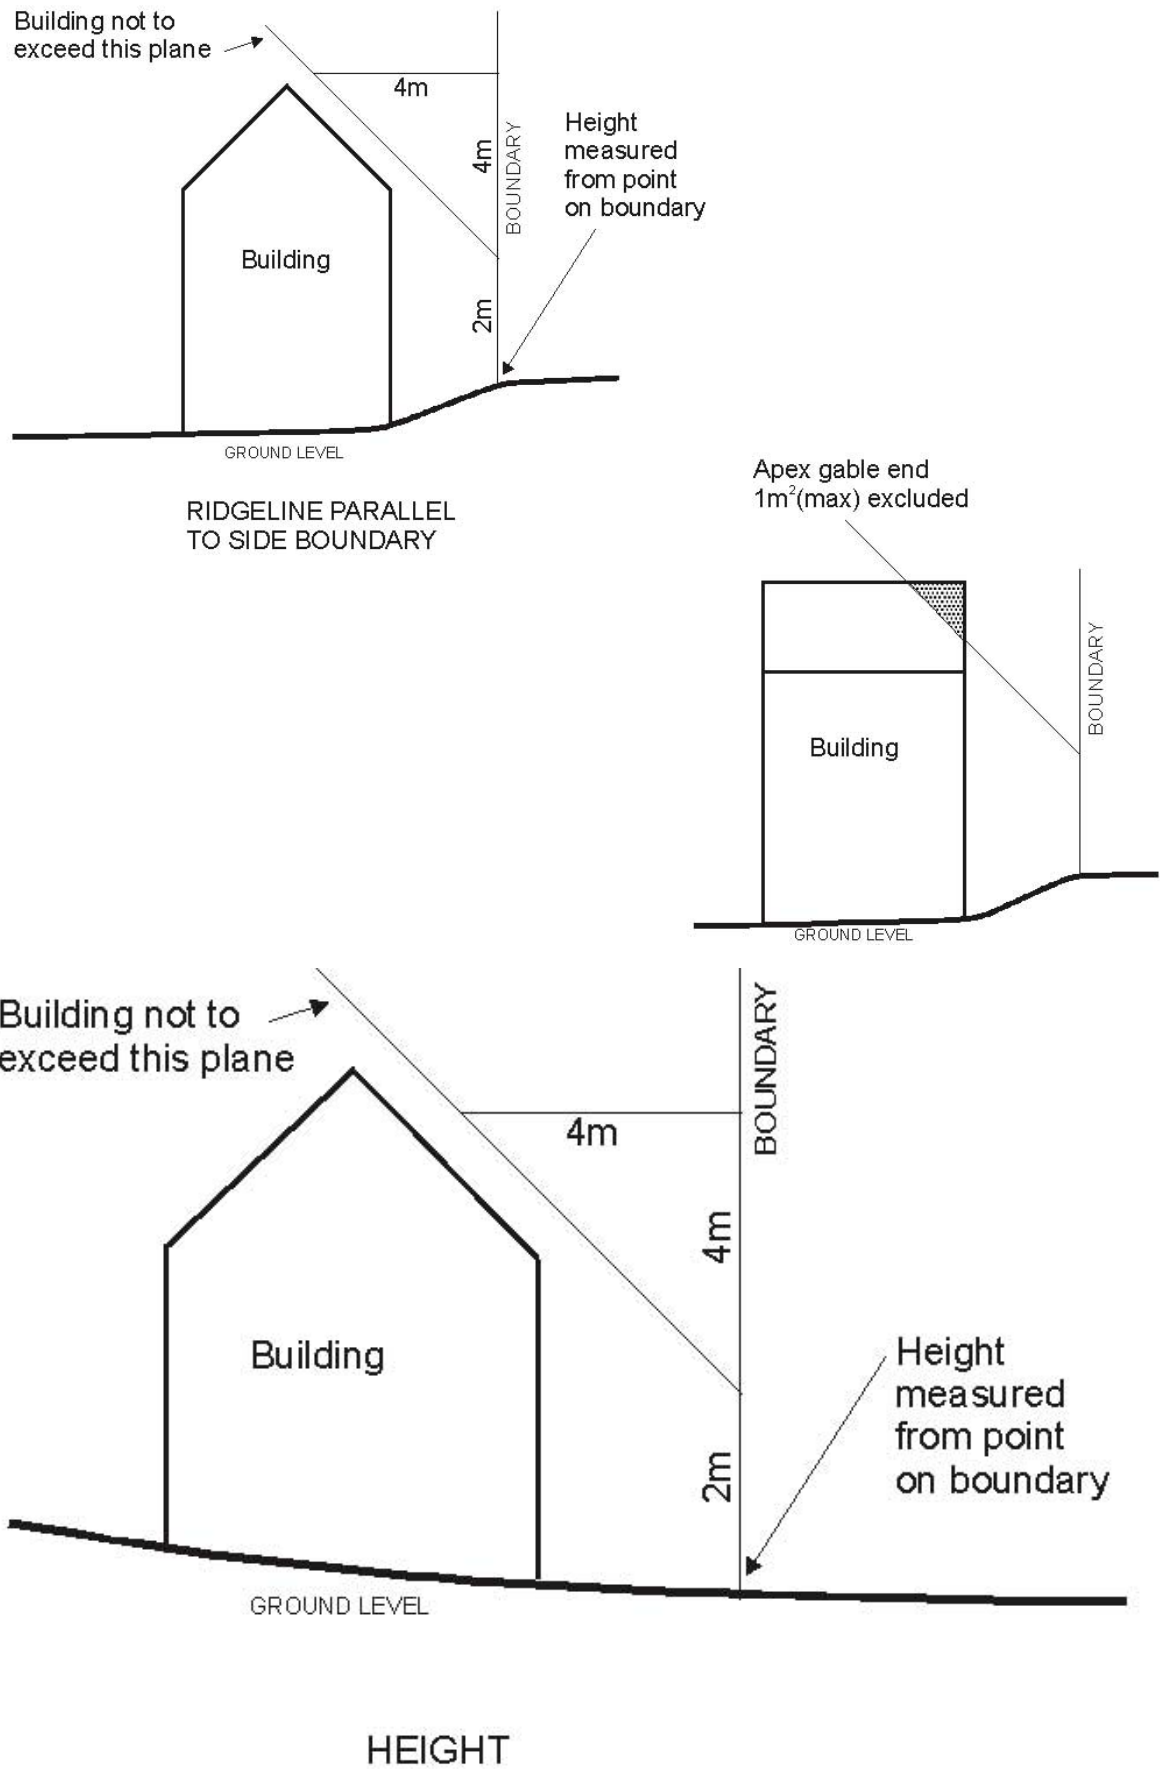 Building not to
exceed this plane
4m
4m
BOUNDARY
Height
measured
from point
on boundary
Building
2m
GROUND LEVEL
RIDGELINE PARALLEL
TO SIDE BOUNDARY
Apex gable end
1m²(max) excluded
BOUNDARY
Building
GROUND LEVEL
Building not to
exceed this plane
BOUNDARY
4m
4m
Building
Height
measured
from point
on boundary
2m
GROUND LEVEL
HEIGHT